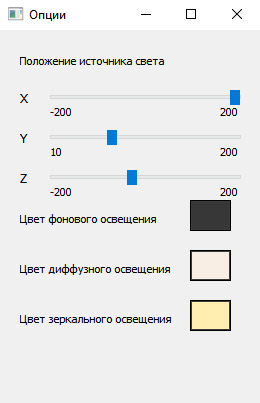 Опции
Положение источника света
X
-200 200
Y
10 200
Z
-200 200
Цвет фонового освещения
Цвет диффузного освещения
Цвет зеркального освещения